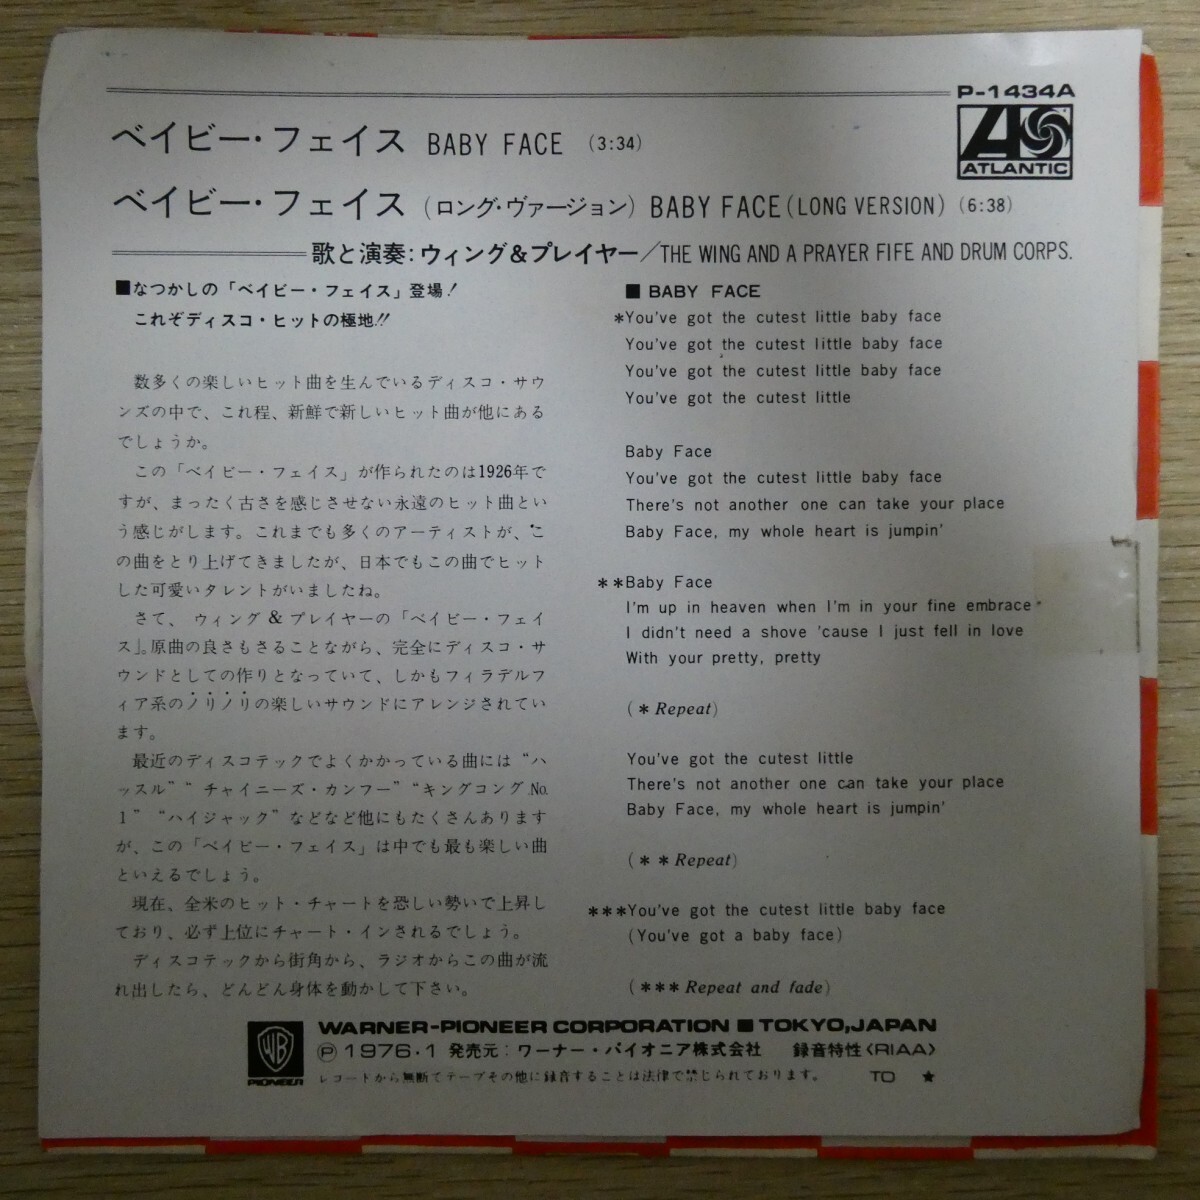 P-1434A
ATLANTIC
ベイビー・フェイス BABY FACE (3:34)
ベイビー・フェイス (ロング・ヴァージョン) BABY FACE (LONG VERSION) (6:38)
歌と演奏: ウィング&プレイヤー/THE WING AND A PRAYER FIFE AND DRUM CORPS.
■なつかしの「ベイビー・フェイス」登場!
これぞディスコ・ヒットの極地!!
数多くの楽しいヒット曲を生んでいるディスコ・サウ
ンズの中で、これ程、新鮮で新しいヒット曲が他にある
でしょうか。
この「ベイビー・フェイス」が作られたのは1926年で
すが、まったく古さを感じさせない永遠のヒット曲とい
う感じがします。これまでも多くのアーティストが、こ
の曲をとり上げてきましたが、日本でもこの曲でヒット
した可愛いタレントがいましたね。
さて、ウィング&プレイヤーの「ベイビー・フェイ
ス」。原曲の良さもさることながら、完全にディスコ・サ
ウンドとしての作りとなっていて、しかもフィラデルフ
ィア系のノリノリの楽しいサウンドにアレンジされてい
ます。
最近のディスコテックでよくかかっている曲には“ハ
ッスル”“チャイニーズ・カンフー”“キングコングNo.
1”“ハイジャック”などなど他にもたくさんあります
が、この「ベイビー・フェイス」は中でも最も楽しい曲
といえるでしょう。
現在、全米のヒット・チャートを恐しい勢いで上昇し
ており、必ず上位にチャート・インされるでしょう。
ディスコテックから街角から、ラジオからこの曲が流
れ出したら、どんどん身体を動かして下さい。
■ BABY FACE
*You've got the cutest little baby face
You've got the cutest little baby face
You've got the cutest little baby face
You've got the cutest little
Baby Face
You've got the cutest little baby face
There's not another one can take your place
Baby Face, my whole heart is jumpin'
**Baby Face
I'm up in heaven when I'm in your fine embrace
I didn't need a shove 'cause I just fell in love
With your pretty, pretty
(* Repeat)
You've got the cutest little
There's not another one can take your place
Baby Face, my whole heart is jumpin'
(* * Repeat)
***You've got the cutest little baby face
(You've got a baby face)
(*** Repeat and fade)
WB
PIONEER
WARNER-PIONEER CORPORATION ■ TOKYO, JAPAN
Ⓟ1976・1 発売元: ワーナー・パイオニア株式会社 録音特性〈RIAA〉
レコードから無断でテープその他に録音することは法律で禁じられております。 TO ★